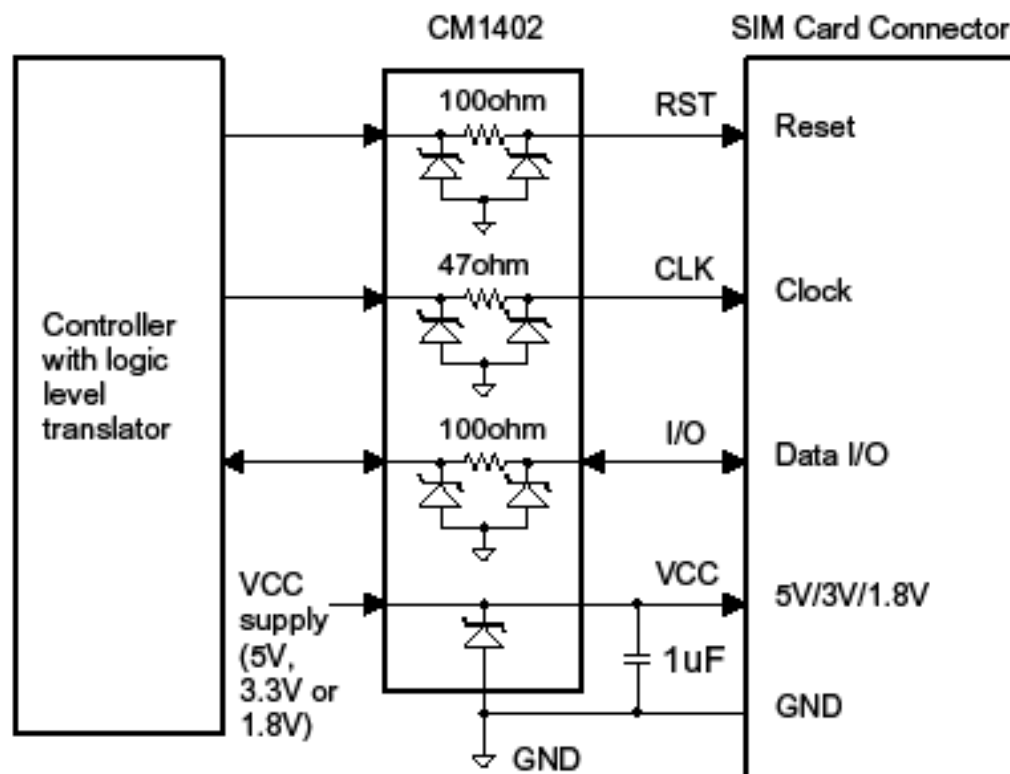 CM1402
SIM Card Connector
100ohm
RST
Reset
47ohm
CLK
Clock
Controller
with logic
level
translator
100ohm
I/O
Data I/O
VCC
supply
(5V,
3.3V or
1.8V)
VCC
5V/3V/1.8V
1uF
GND
GND